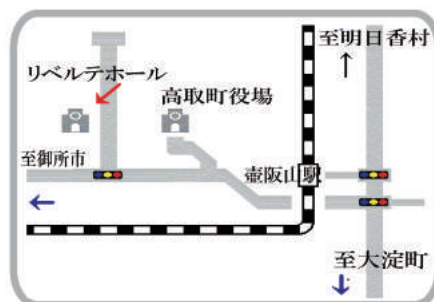 至明日香村
リベルテホール
高取町役場
至御所市
壺阪山駅
至大淀町